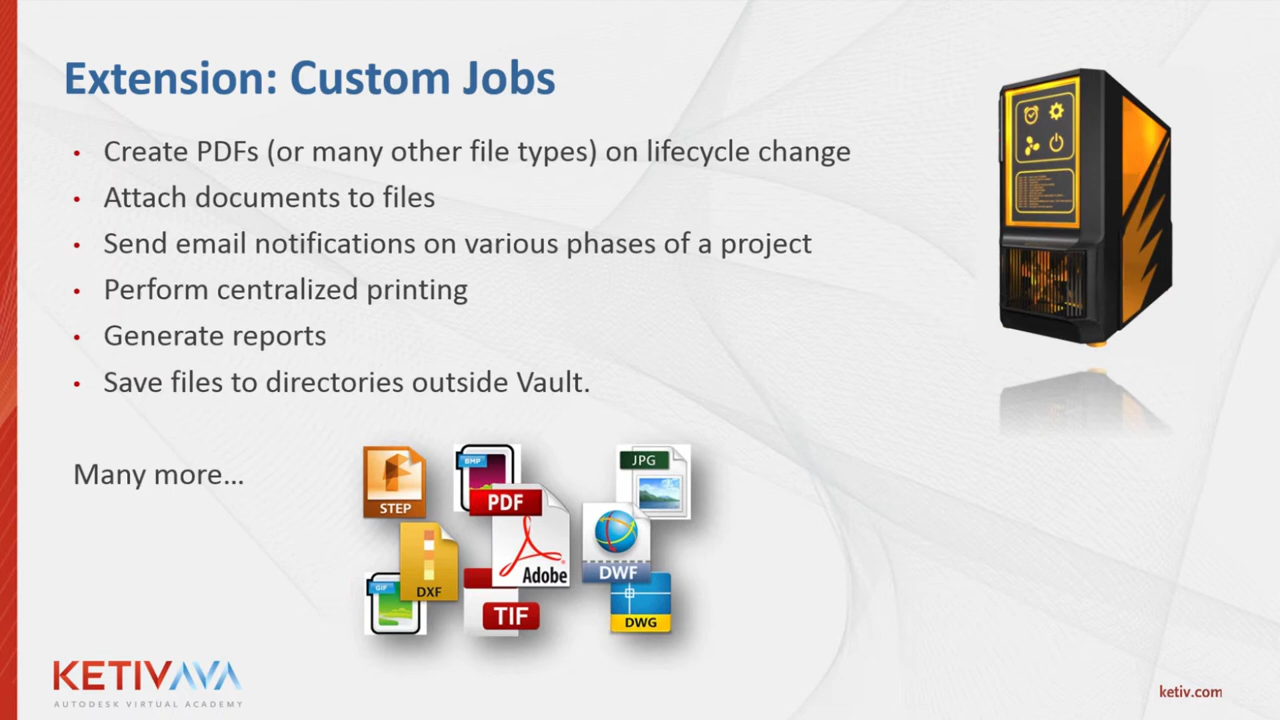 Extension: Custom Jobs
• Create PDFs (or many other file types) on lifecycle change
• Attach documents to files
• Send email notifications on various phases of a project
• Perform centralized printing
• Generate reports
• Save files to directories outside Vault.
Many more...
STEP
BMP
PDF
JPG
Adobe
DWF
DXF
GIF
TIF
DWG
KETIVAVA
AUTODESK VIRTUAL ACADEMY
ketiv.com